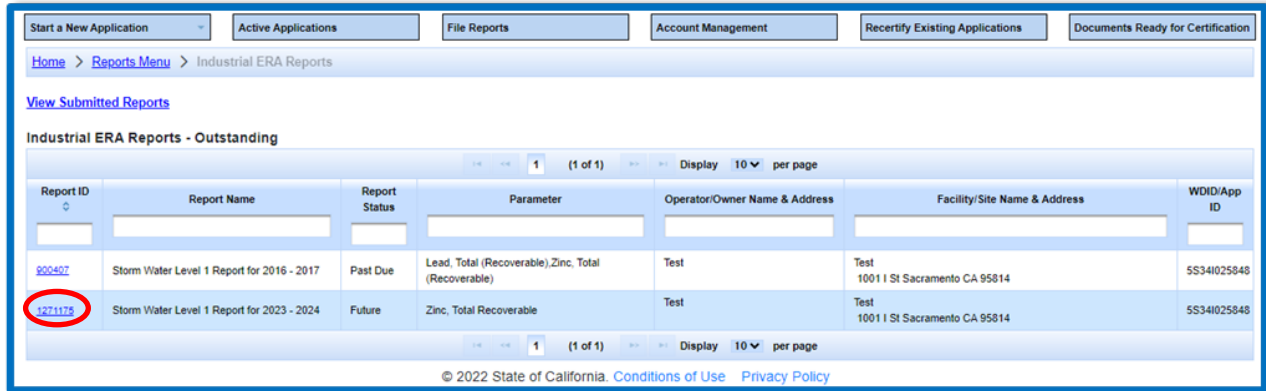 Start a New Application Active Applications File Reports Account Management Recertify Existing Applications Documents Ready for Certification
Home > Reports Menu > Industrial ERA Reports
View Submitted Reports
Industrial ERA Reports - Outstanding
1 (1 of 1) Display 10 per page
Report ID Report Name Report Status Parameter Operator/Owner Name & Address Facility/Site Name & Address WDID/App ID
900407 Storm Water Level 1 Report for 2016 - 2017 Past Due Lead, Total (Recoverable),Zinc, Total (Recoverable) Test Test 1001 I St Sacramento CA 95814 5S34I025848
1271175 Storm Water Level 1 Report for 2023 - 2024 Future Zinc, Total Recoverable Test Test 1001 I St Sacramento CA 95814 5S34I025848
1 (1 of 1) Display 10 per page
© 2022 State of California. Conditions of Use Privacy Policy